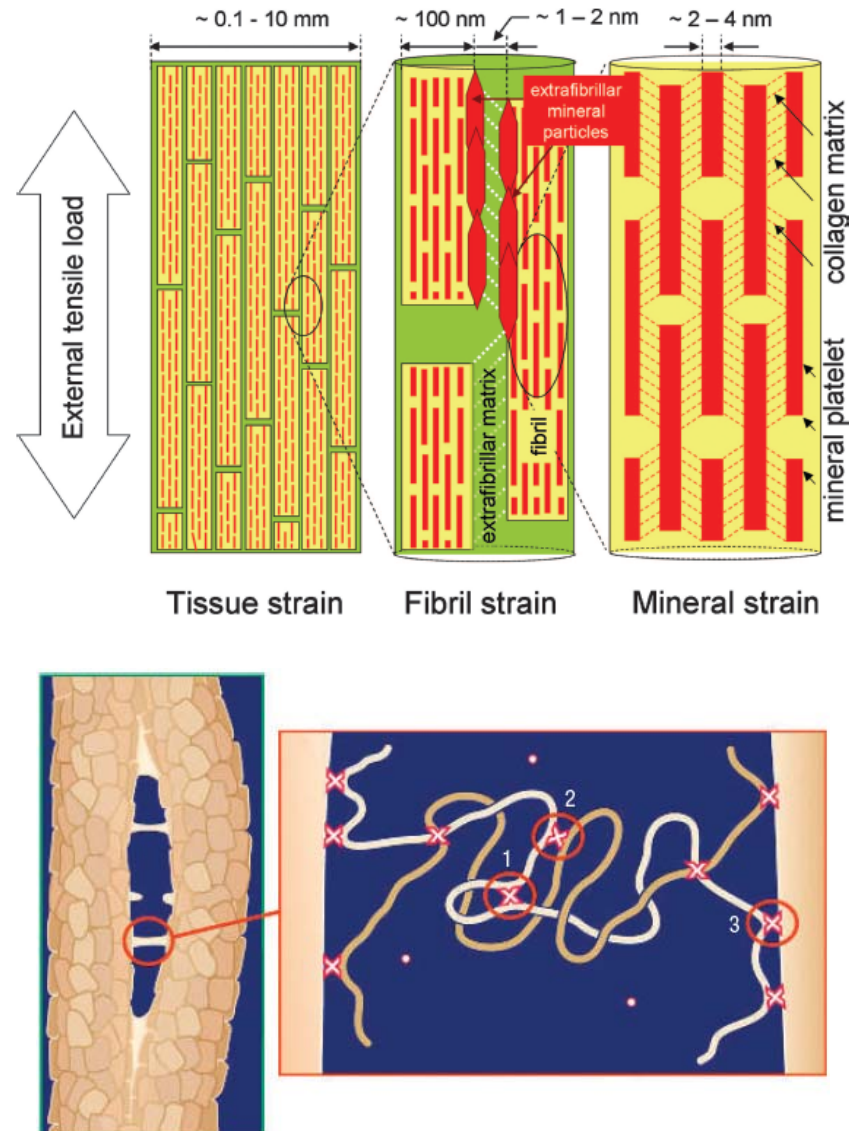 ~ 0.1 - 10 mm
~ 100 nm
~ 1 – 2 nm
~ 2 – 4 nm
External tensile load
extrafibrillar
mineral
particles
extrafibrillar matrix
fibril
collagen matrix
mineral platelet
Tissue strain
Fibril strain
Mineral strain
1
2
3